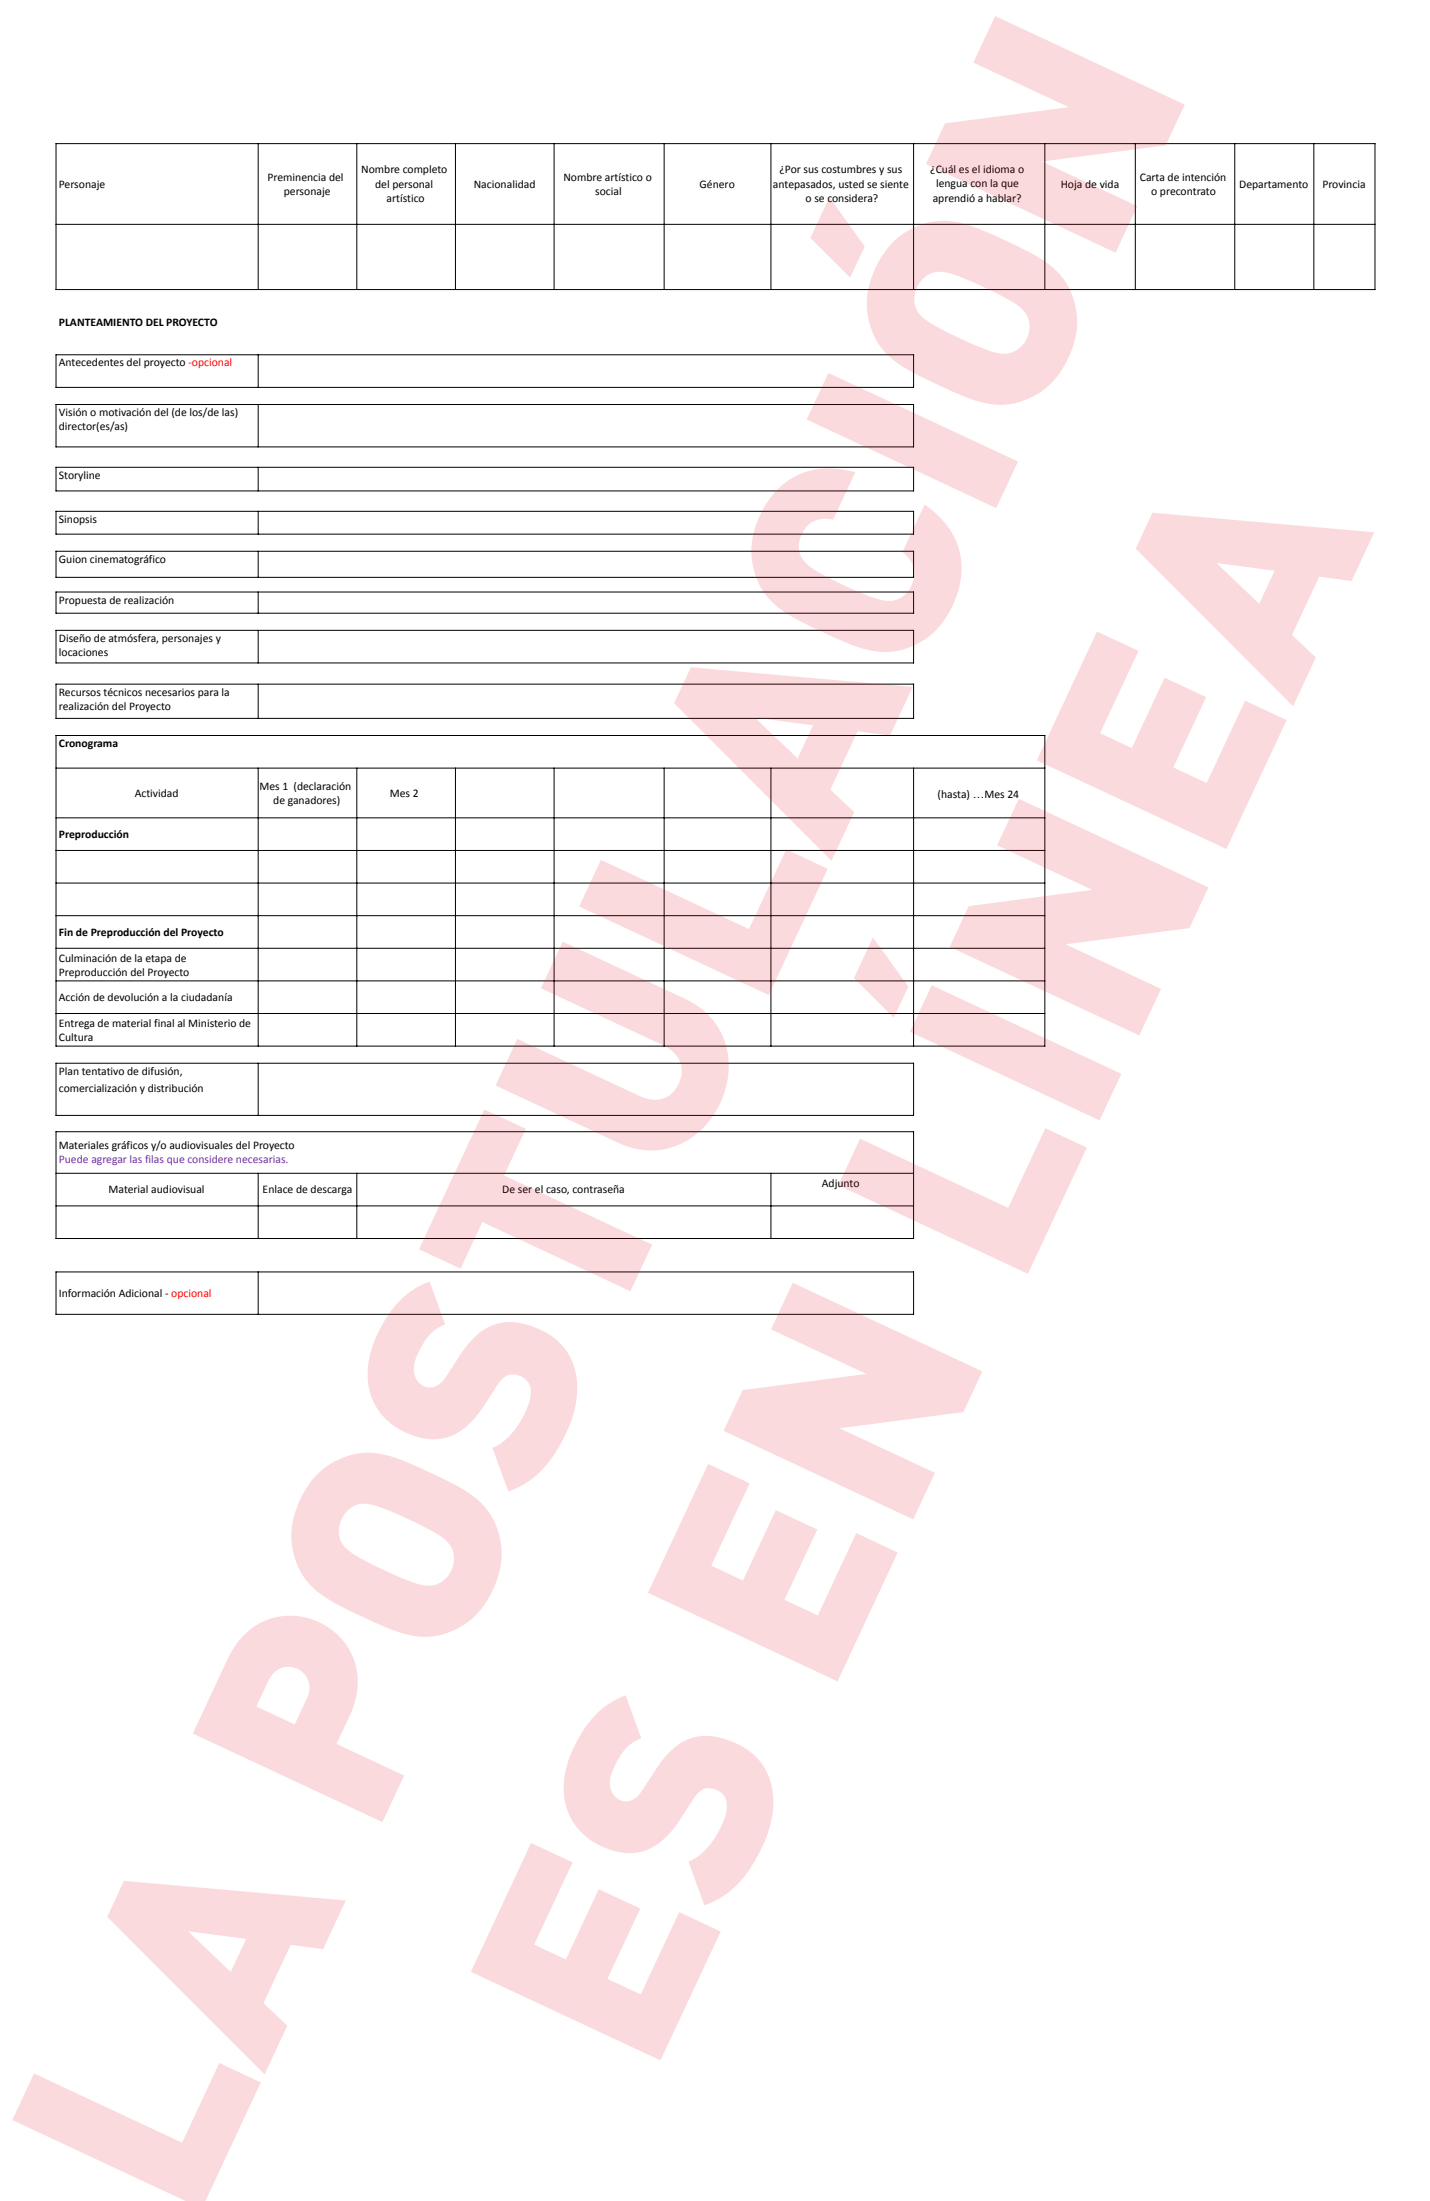 Personaje
Preminencia del
personaje
Nombre completo
del personal
artístico
Nacionalidad
Nombre artístico o
social
Género
¿Por sus costumbres y sus
antepasados, usted se siente
o se considera?
¿Cuál es el idioma o
lengua con la que
aprendió a hablar?
Hoja de vida
Carta de intención
o precontrato
Departamento
Provincia
PLANTEAMIENTO DEL PROYECTO
Antecedentes del proyecto -opcional
Visión o motivación del (de los/de las)
director(es/as)
Storyline
Sinopsis
Guion cinematográfico
Propuesta de realización
Diseño de atmósfera, personajes y
locaciones
Recursos técnicos necesarios para la
realización del Proyecto
Cronograma
Actividad
Mes 1 (declaración
de ganadores)
Mes 2
(hasta) …Mes 24
Preproducción
Fin de Preproducción del Proyecto
Culminación de la etapa de
Preproducción del Proyecto
Acción de devolución a la ciudadanía
Entrega de material final al Ministerio de
Cultura
Plan tentativo de difusión,
comercialización y distribución
Materiales gráficos y/o audiovisuales del Proyecto
Puede agregar las filas que considere necesarias.
Material audiovisual
Enlace de descarga
De ser el caso, contraseña
Adjunto
Información Adicional - opcional
LA POSTULACIÓN
ES EN LÍNEA